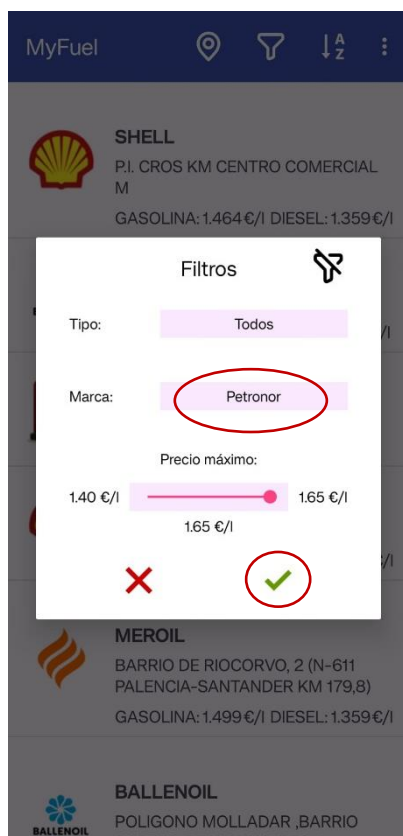 MyFuel
A
Z
SHELL
P.I. CROS KM CENTRO COMERCIAL
M
GASOLINA: 1.464 €/l DIESEL: 1.359 €/l
Filtros
Tipo: Todos
/l
Marca: Petronor
Precio máximo:
1.40 €/l 1.65 €/l
1.65 €/l
€/l
MEROIL
BARRIO DE RIOCORVO, 2 (N-611
PALENCIA-SANTANDER KM 179,8)
GASOLINA: 1.499 €/l DIESEL: 1.359 €/l
BALLENOIL
BALLENOIL
POLIGONO MOLLADAR ,BARRIO